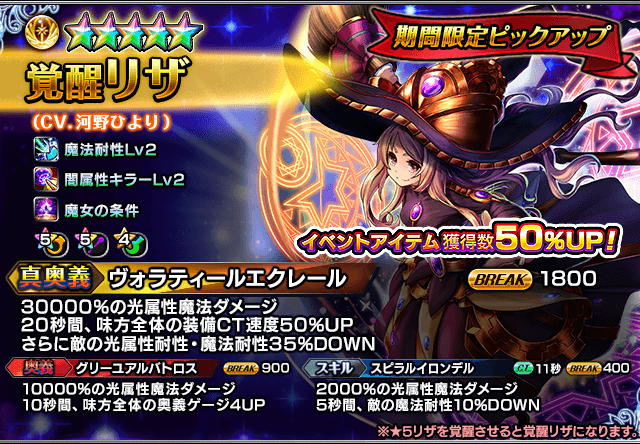 期間限定ピックアップ
覚醒リザ
(CV.河野ひより)
魔法耐性Lv2
闇属性キラーLv2
魔女の条件
5 5 4
イベントアイテム獲得数50%UP!
真奥義 ヴォラティールエクレール BREAK 1800
30000%の光属性魔法ダメージ
20秒間、味方全体の装備CT速度50%UP
さらに敵の光属性耐性・魔法耐性35%DOWN
奥義 グリーユアルバトロス BREAK 900
10000%の光属性魔法ダメージ
10秒間、味方全体の奥義ゲージ4UP
スキル スピラルイロンデル C.T. 11秒 BREAK 400
2000%の光属性魔法ダメージ
5秒間、敵の魔法耐性10%DOWN
※★5リザを覚醒させると覚醒リザになります。